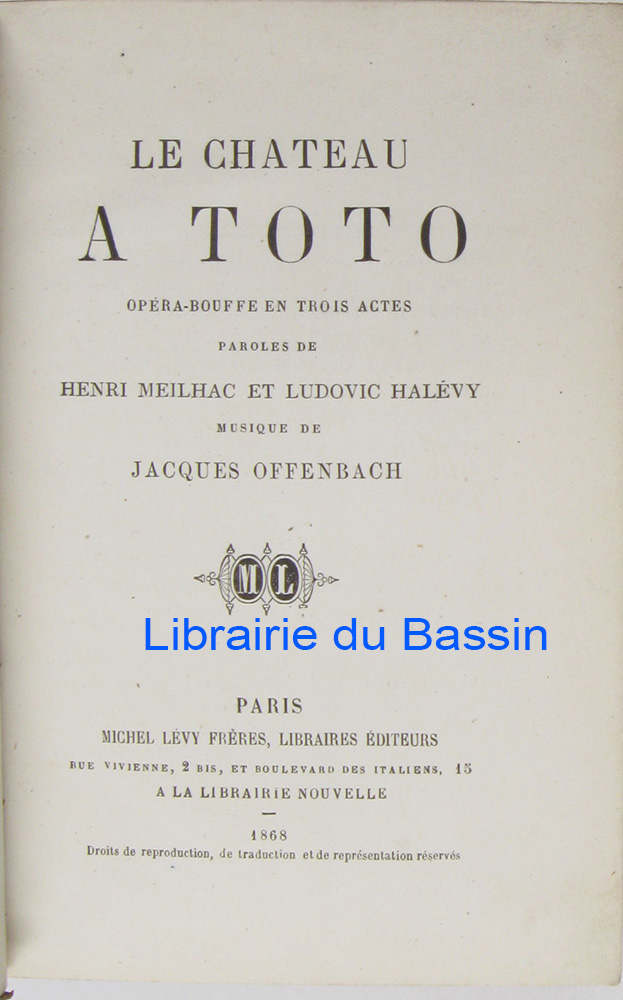 LE CHATEAU
A TOTO
OPÉRA-BOUFFE EN TROIS ACTES
PAROLES DE
HENRI MEILHAC ET LUDOVIC HALÉVY
MUSIQUE DE
JACQUES OFFENBACH
M L
Librairie du Bassin
PARIS
MICHEL LÉVY FRÈRES, LIBRAIRES ÉDITEURS
RUE VIVIENNE, 2 BIS, ET BOULEVARD DES ITALIENS, 15
A LA LIBRAIRIE NOUVELLE
—
1868
Droits de reproduction, de traduction et de représentation réservés